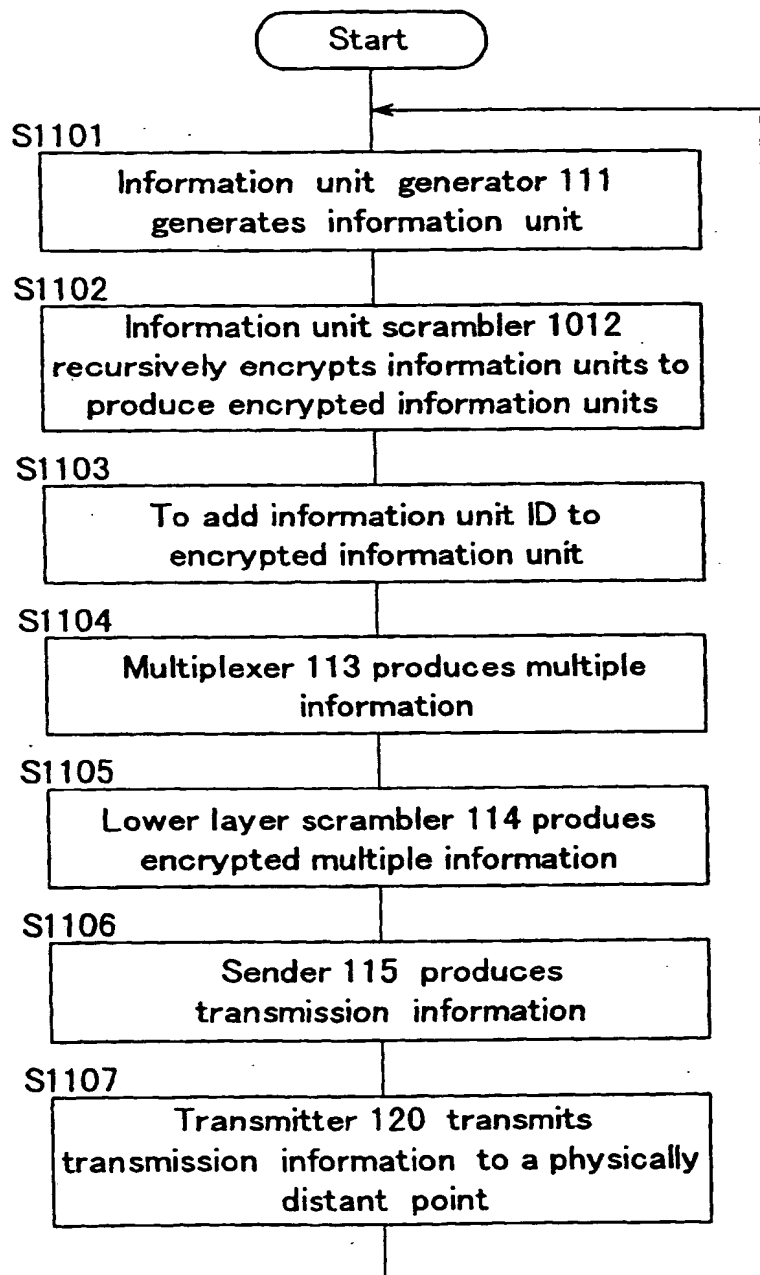 Start
S1101
Information unit generator 111
generates information unit
S1102
Information unit scrambler 1012
recursively encrypts information units to
produce encrypted information units
S1103
To add information unit ID to
encrypted information unit
S1104
Multiplexer 113 produces multiple
information
S1105
Lower layer scrambler 114 produes
encrypted multiple information
S1106
Sender 115 produces
transmission information
S1107
Transmitter 120 transmits
transmission information to a physically
distant point